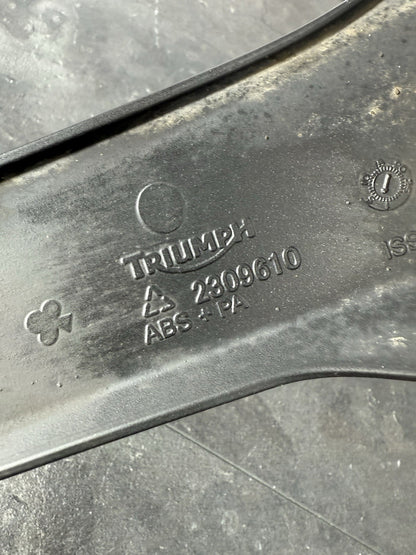 TRIUMPH
2309610
ABS + PA
ISS